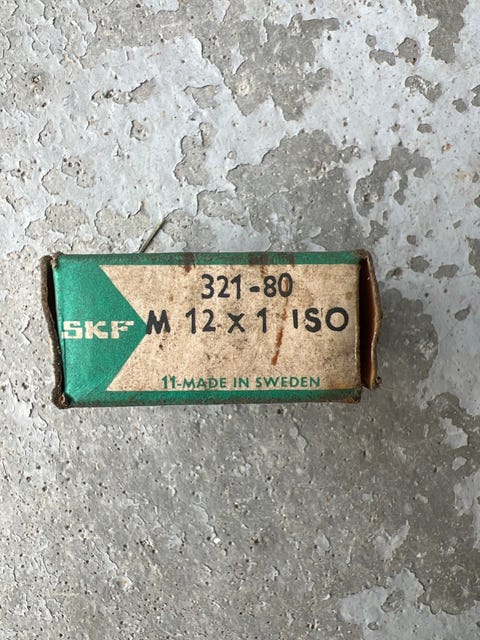 321-80
SKF M 12 x 1 ISO
11-MADE IN SWEDEN